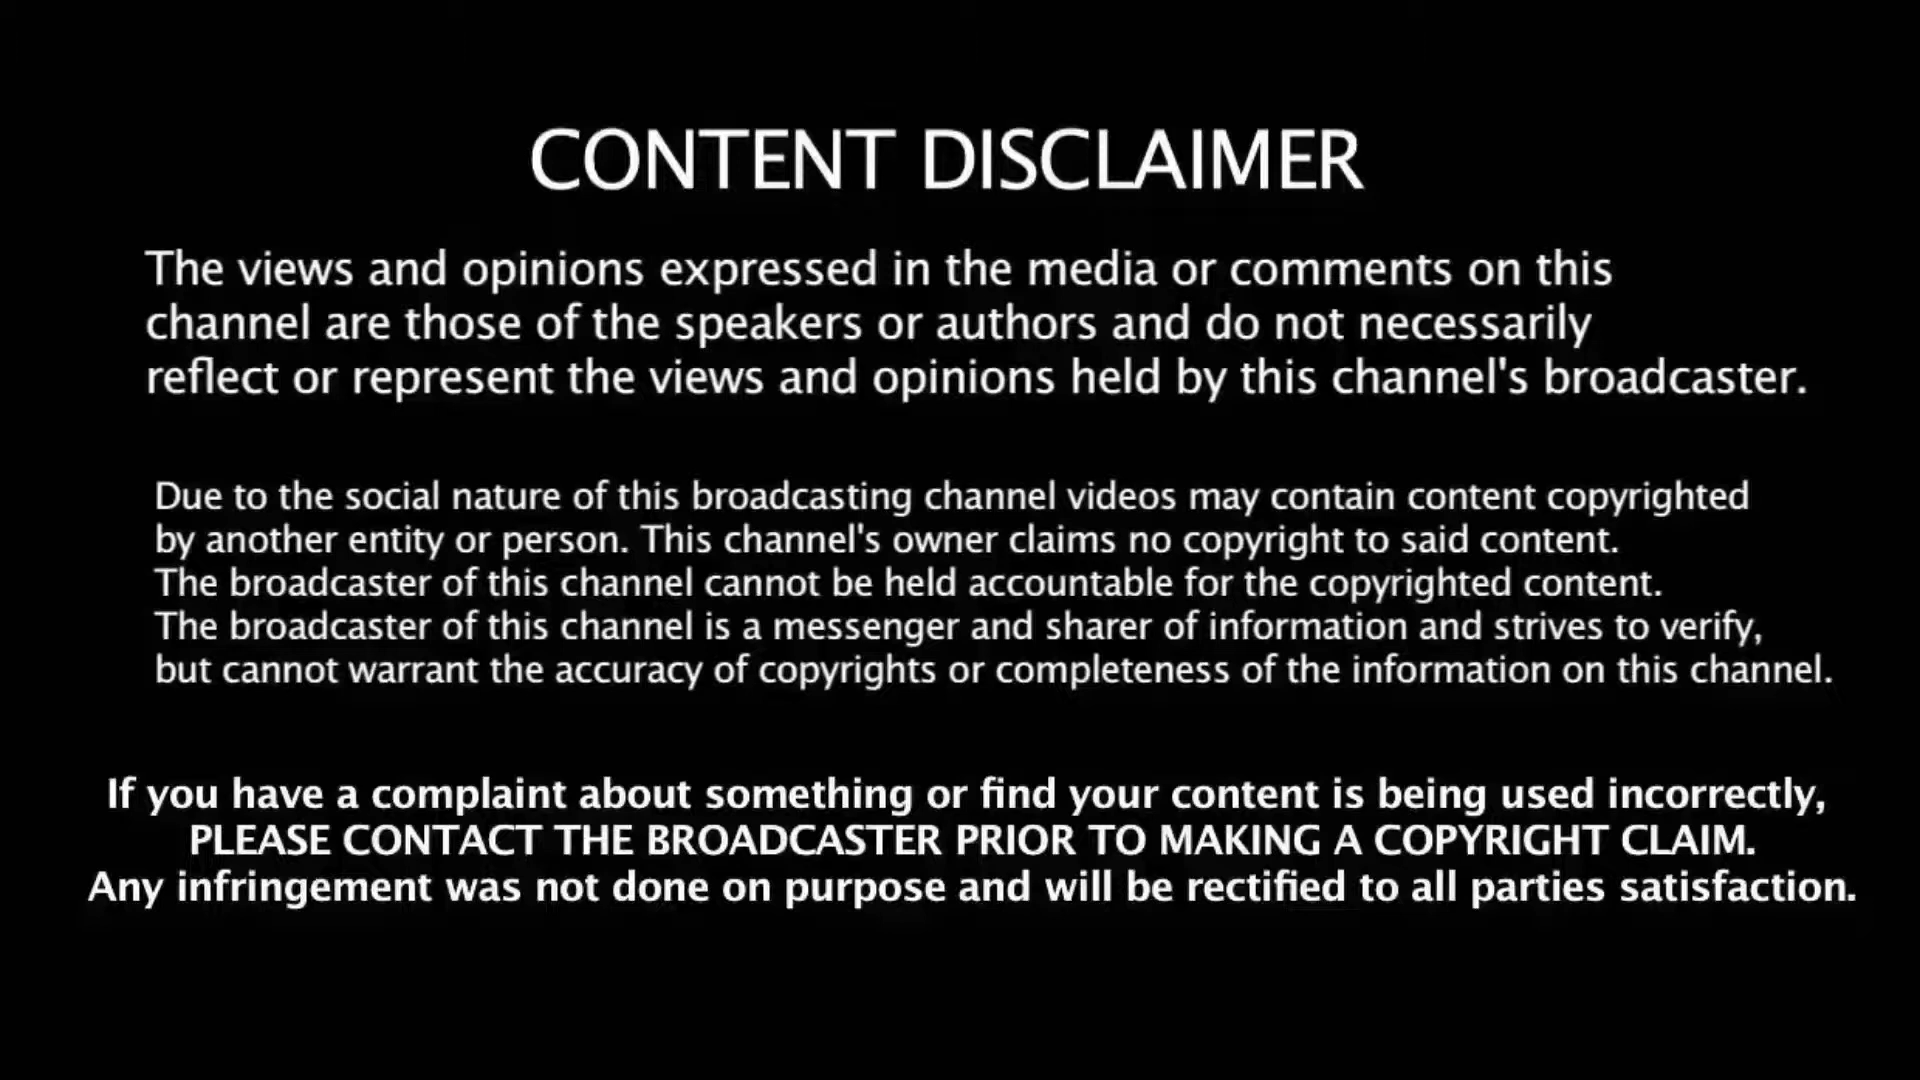 CONTENT DISCLAIMER
The views and opinions expressed in the media or comments on this
channel are those of the speakers or authors and do not necessarily
reflect or represent the views and opinions held by this channel's broadcaster.
Due to the social nature of this broadcasting channel videos may contain content copyrighted
by another entity or person. This channel's owner claims no copyright to said content.
The broadcaster of this channel cannot be held accountable for the copyrighted content.
The broadcaster of this channel is a messenger and sharer of information and strives to verify,
but cannot warrant the accuracy of copyrights or completeness of the information on this channel.
If you have a complaint about something or find your content is being used incorrectly,
PLEASE CONTACT THE BROADCASTER PRIOR TO MAKING A COPYRIGHT CLAIM.
Any infringement was not done on purpose and will be rectified to all parties satisfaction.